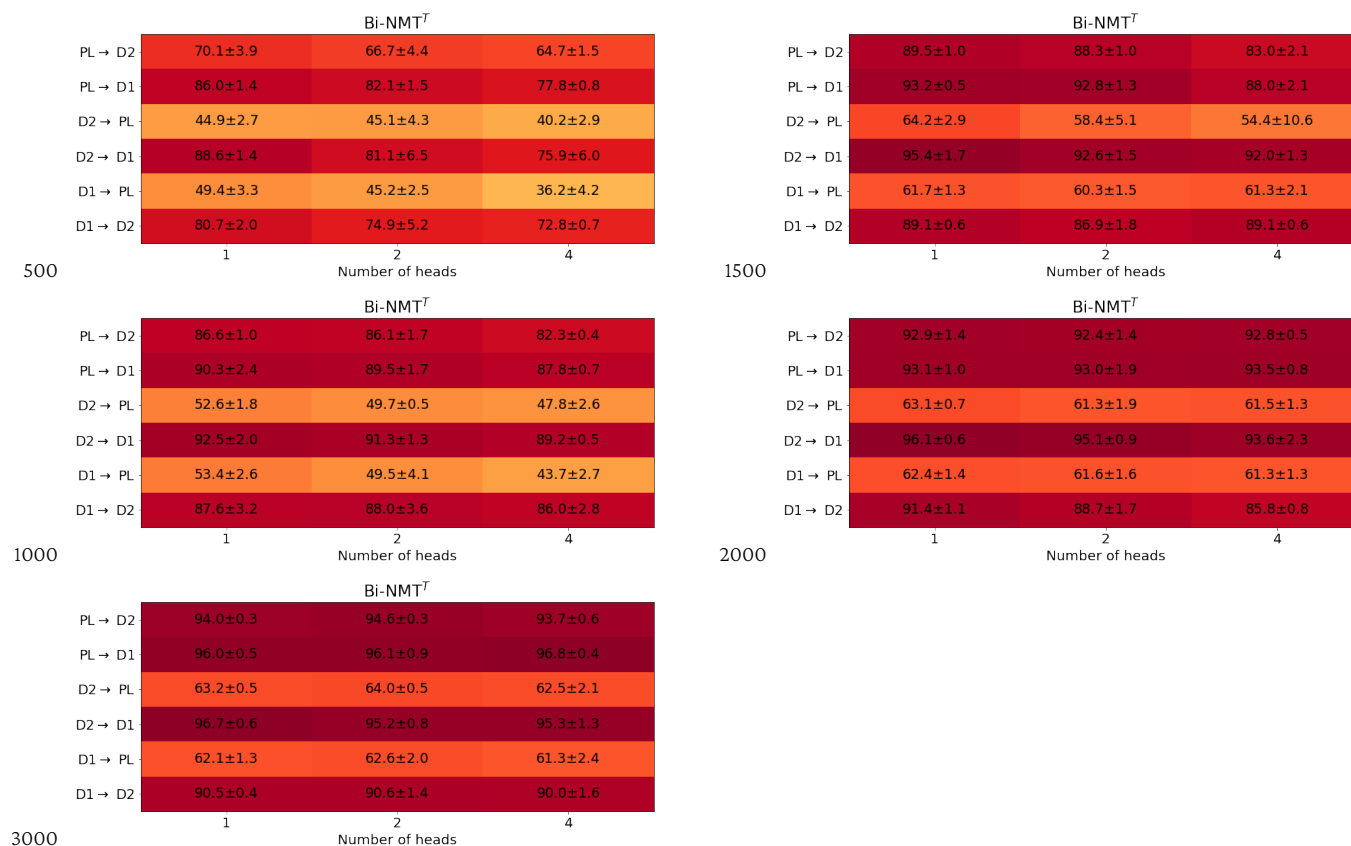 Bi-NMT^T
PL → D2 70.1±3.9 66.7±4.4 64.7±1.5
PL → D1 86.0±1.4 82.1±1.5 77.8±0.8
D2 → PL 44.9±2.7 45.1±4.3 40.2±2.9
D2 → D1 88.6±1.4 81.1±6.5 75.9±6.0
D1 → PL 49.4±3.3 45.2±2.5 36.2±4.2
D1 → D2 80.7±2.0 74.9±5.2 72.8±0.7
1 2 4
500 Number of heads
Bi-NMT^T
PL → D2 89.5±1.0 88.3±1.0 83.0±2.1
PL → D1 93.2±0.5 92.8±1.3 88.0±2.1
D2 → PL 64.2±2.9 58.4±5.1 54.4±10.6
D2 → D1 95.4±1.7 92.6±1.5 92.0±1.3
D1 → PL 61.7±1.3 60.3±1.5 61.3±2.1
D1 → D2 89.1±0.6 86.9±1.8 89.1±0.6
1 2 4
1500 Number of heads
Bi-NMT^T
PL → D2 86.6±1.0 86.1±1.7 82.3±0.4
PL → D1 90.3±2.4 89.5±1.7 87.8±0.7
D2 → PL 52.6±1.8 49.7±0.5 47.8±2.6
D2 → D1 92.5±2.0 91.3±1.3 89.2±0.5
D1 → PL 53.4±2.6 49.5±4.1 43.7±2.7
D1 → D2 87.6±3.2 88.0±3.6 86.0±2.8
1 2 4
1000 Number of heads
Bi-NMT^T
PL → D2 92.9±1.4 92.4±1.4 92.8±0.5
PL → D1 93.1±1.0 93.0±1.9 93.5±0.8
D2 → PL 63.1±0.7 61.3±1.9 61.5±1.3
D2 → D1 96.1±0.6 95.1±0.9 93.6±2.3
D1 → PL 62.4±1.4 61.6±1.6 61.3±1.3
D1 → D2 91.4±1.1 88.7±1.7 85.8±0.8
1 2 4
2000 Number of heads
Bi-NMT^T
PL → D2 94.0±0.3 94.6±0.3 93.7±0.6
PL → D1 96.0±0.5 96.1±0.9 96.8±0.4
D2 → PL 63.2±0.5 64.0±0.5 62.5±2.1
D2 → D1 96.7±0.6 95.2±0.8 95.3±1.3
D1 → PL 62.1±1.3 62.6±2.0 61.3±2.4
D1 → D2 90.5±0.4 90.6±1.4 90.0±1.6
1 2 4
3000 Number of heads